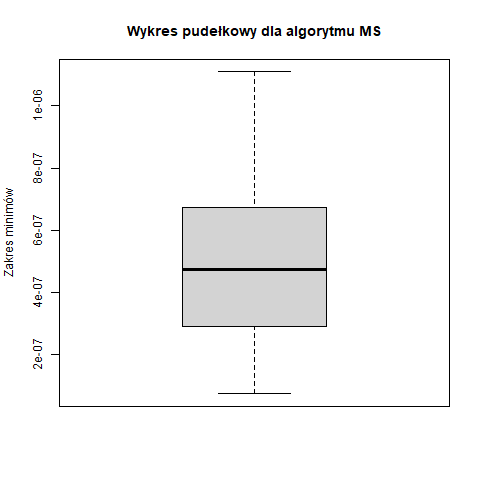 Wykres pudełkowy dla algorytmu MS
Zakres minimów
1e-06
8e-07
6e-07
4e-07
2e-07